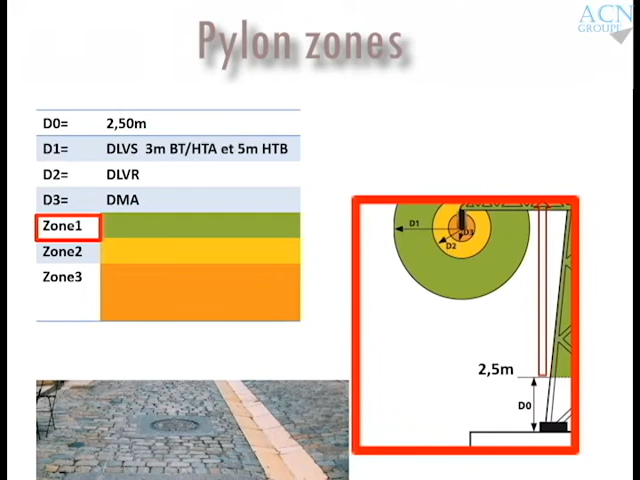 Pylon zones
ACN
GROUPE
D0= 2,50m
D1= DLVS 3m BT/HTA et 5m HTB
D2= DLVR
D3= DMA
Zone1
Zone2
Zone3
D1
D3
D2
2,5m
D0